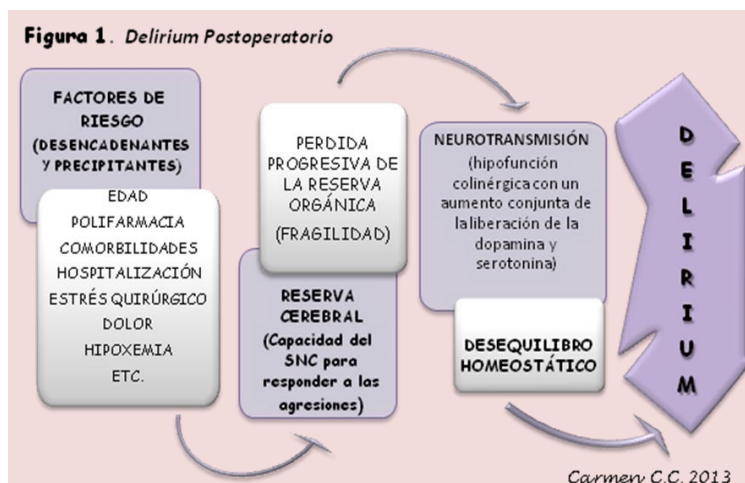 Figura 1. Delirium Postoperatorio
FACTORES DE
RIESGO
(DESENCADENANTES
Y PRECIPITANTES)
EDAD
POLIFARMACIA
COMORBILIDADES
HOSPITALIZACIÓN
ESTRÉS QUIRÚRGICO
DOLOR
HIPOXEMIA
ETC.
PERDIDA
PROGRESIVA DE
LA RESERVA
ORGÁNICA
(FRAGILIDAD)
RESERVA
CEREBRAL
(Capacidad del
SNC para
responder a las
agresiones)
NEUROTRANSMISIÓN
(hipofunción
colinérgica con un
aumento conjunta de
la liberación de la
dopamina y
serotonina)
DESEQUILIBRO
HOMEOSTÁTICO
DELIRIUM
Carmen C.C. 2013